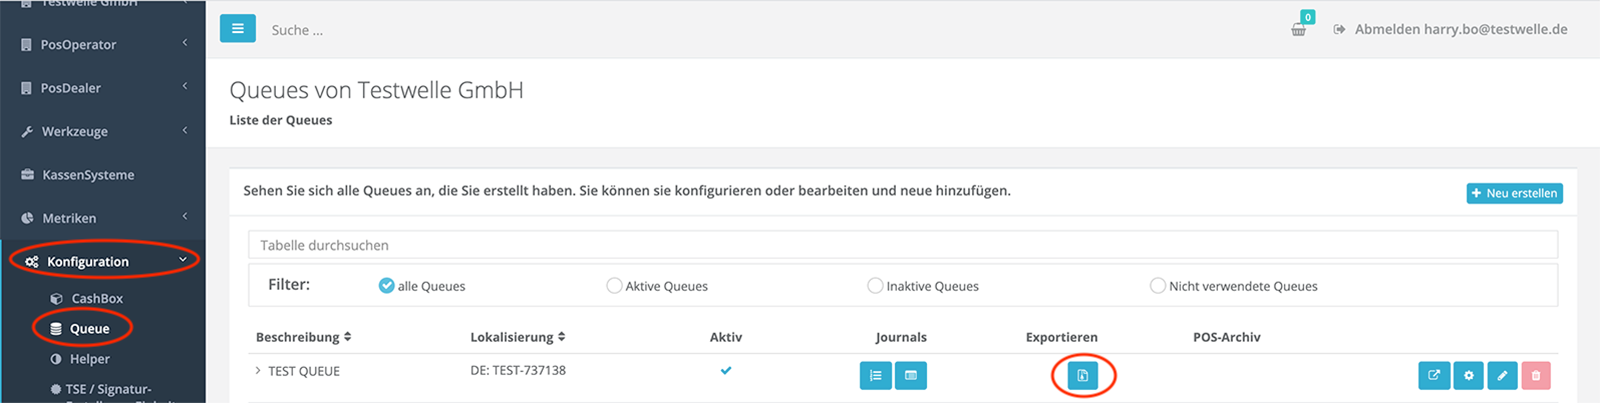 Testwelle GmbH
PosOperator
PosDealer
Werkzeuge
KassenSysteme
Metriken
Konfiguration
CashBox
Queue
Helper
TSE / Signatur-
Suche ...
0
Abmelden harry.bo@testwelle.de
Queues von Testwelle GmbH
Liste der Queues
Sehen Sie sich alle Queues an, die Sie erstellt haben. Sie können sie konfigurieren oder bearbeiten und neue hinzufügen.
+ Neu erstellen
Tabelle durchsuchen
Filter: alle Queues Aktive Queues Inaktive Queues Nicht verwendete Queues
Beschreibung Lokalisierung Aktiv Journals Exportieren POS-Archiv
TEST QUEUE DE: TEST-737138